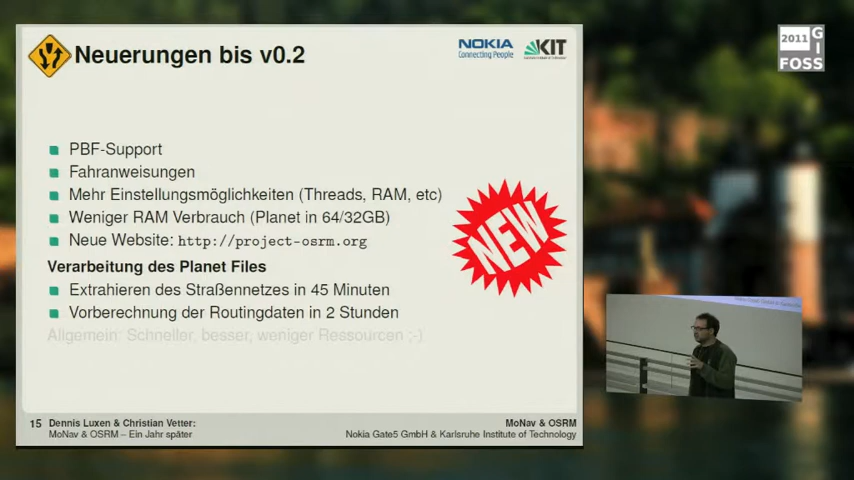 Neuerungen bis v0.2
NOKIA
Connecting People
KIT
2011
GI
FOSS
PBF-Support
Fahranweisungen
Mehr Einstellungsmöglichkeiten (Threads, RAM, etc)
Weniger RAM Verbrauch (Planet in 64/32GB)
Neue Website: http://project-osrm.org
NEW
Verarbeitung des Planet Files
Extrahieren des Straßennetzes in 45 Minuten
Vorberechnung der Routingdaten in 2 Stunden
Allgemein: Schneller, besser, weniger Ressourcen ;-)
15 Dennis Luxen & Christian Vetter:
MoNav & OSRM – Ein Jahr später
MoNav & OSRM
Nokia Gate5 GmbH & Karlsruhe Institute of Technology